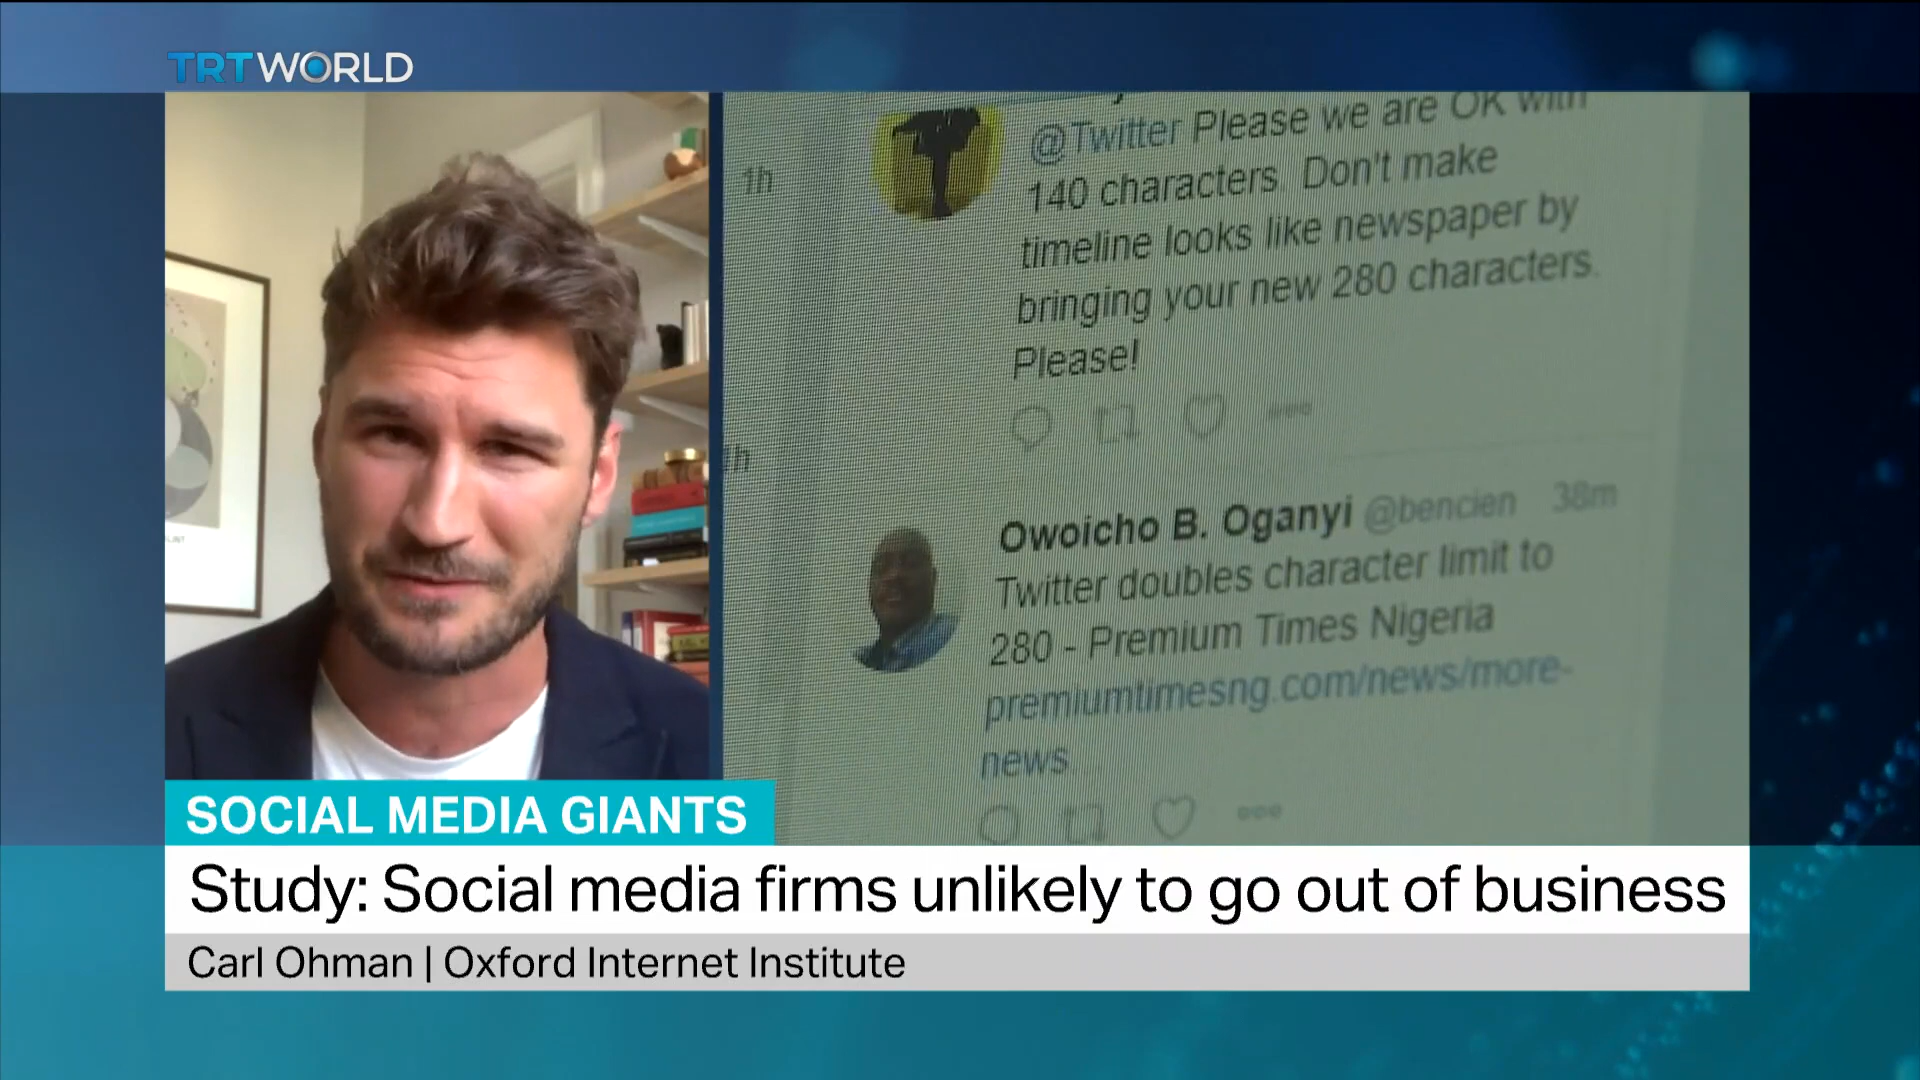 TRT WORLD
1h
@Twitter Please we are OK with
140 characters. Don't make
timeline looks like newspaper by
bringing your new 280 characters.
Please!
1h
Owoicho B. Oganyi @bencien 38m
Twitter doubles character limit to
280 - Premium Times Nigeria
premiumtimesng.com/news/more-
news
SOCIAL MEDIA GIANTS
Study: Social media firms unlikely to go out of business
Carl Ohman | Oxford Internet Institute